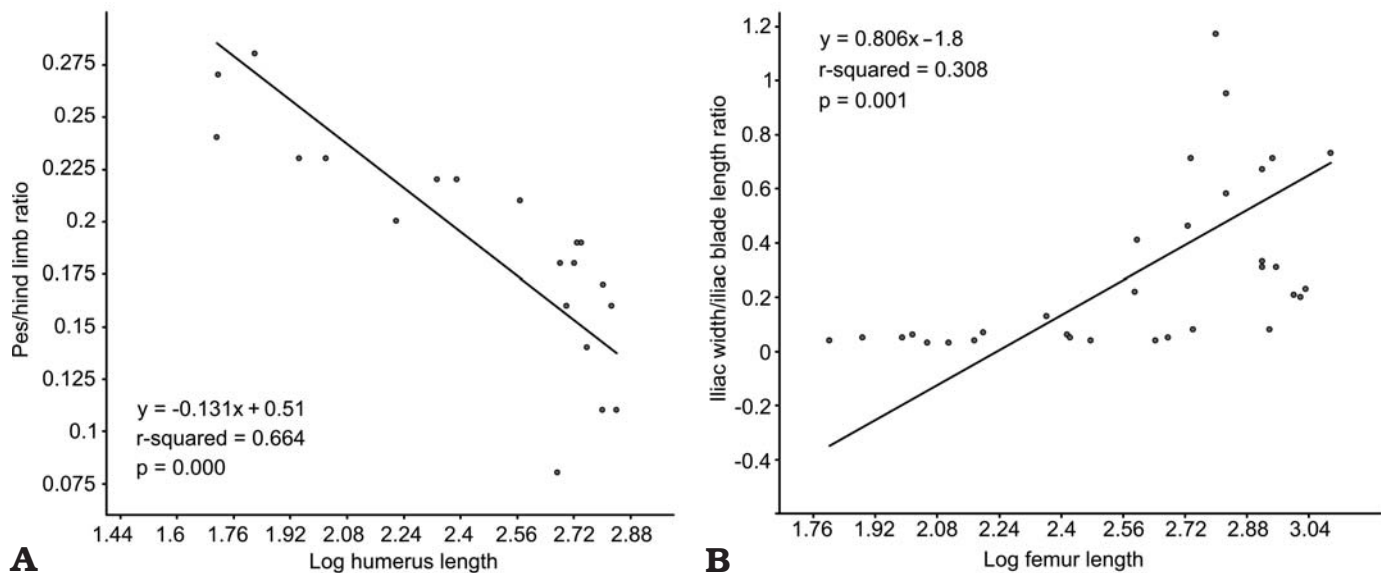 0.275
0.25
0.225
0.2
0.175
0.15
0.125
0.1
0.075
Pes/hind limb ratio
y = -0.131x + 0.51
r-squared = 0.664
p = 0.000
1.44 1.6 1.76 1.92 2.08 2.24 2.4 2.56 2.72 2.88
Log humerus length
A
1.2
1
0.8
0.6
0.4
0.2
0
-0.2
-0.4
Iliac width/iliac blade length ratio
y = 0.806x – 1.8
r-squared = 0.308
p = 0.001
1.76 1.92 2.08 2.24 2.4 2.56 2.72 2.88 3.04
Log femur length
B